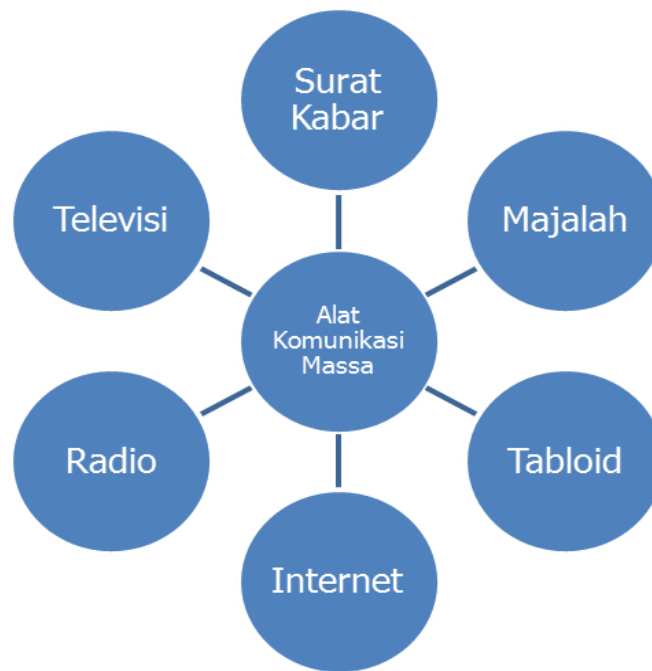 Surat
Kabar
Televisi
Majalah
Alat
Komunikasi
Massa
Radio
Tabloid
Internet